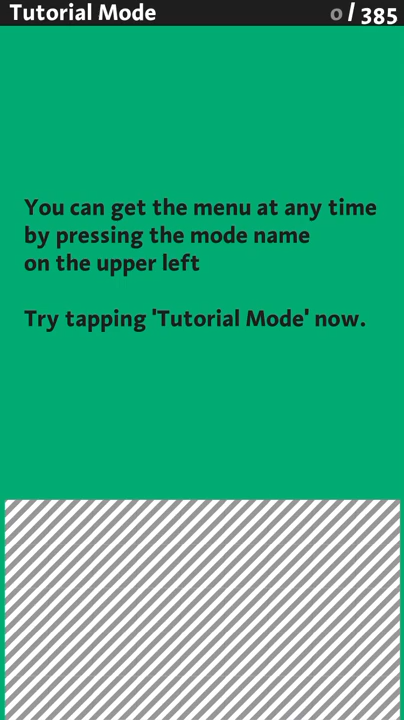 Tutorial Mode 0 / 385
You can get the menu at any time
by pressing the mode name
on the upper left
Try tapping 'Tutorial Mode' now.